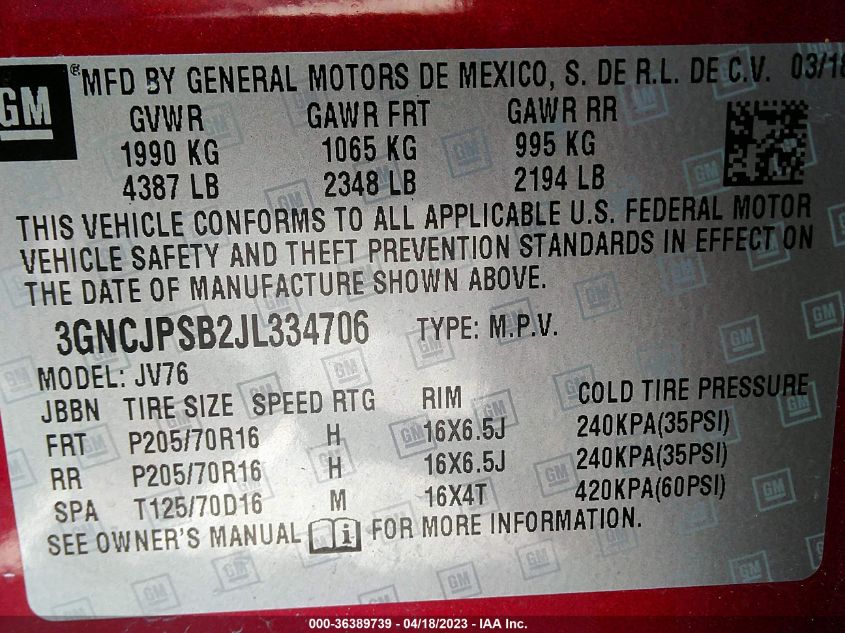 GM
®MFD BY GENERAL MOTORS DE MEXICO, S. DE R.L. DE C.V. 03/18
GVWR GAWR FRT GAWR RR
1990 KG 1065 KG 995 KG
4387 LB 2348 LB 2194 LB
THIS VEHICLE CONFORMS TO ALL APPLICABLE U.S. FEDERAL MOTOR
VEHICLE SAFETY AND THEFT PREVENTION STANDARDS IN EFFECT ON
THE DATE OF MANUFACTURE SHOWN ABOVE.
3GNCJPSB2JL334706 TYPE: M.P.V.
MODEL: JV76
JBBN TIRE SIZE SPEED RTG RIM COLD TIRE PRESSURE
FRT P205/70R16 H 16X6.5J 240KPA(35PSI)
RR P205/70R16 H 16X6.5J 240KPA(35PSI)
SPA T125/70D16 M 16X4T 420KPA(60PSI)
SEE OWNER'S MANUAL FOR MORE INFORMATION.
000-36389739 - 04/18/2023 - IAA Inc.